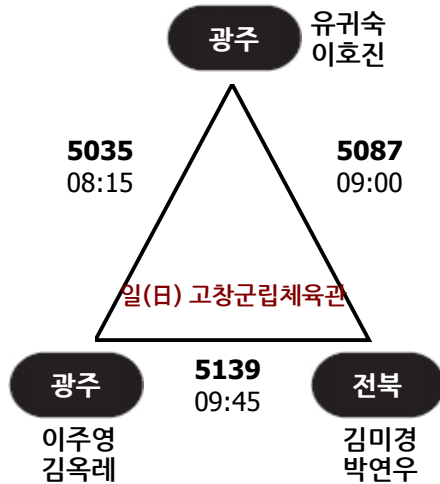 광주
유귀숙
이호진
5035
08:15
5087
09:00
일(日) 고창군립체육관
광주
이주영
김옥레
5139
09:45
전북
김미경
박연우